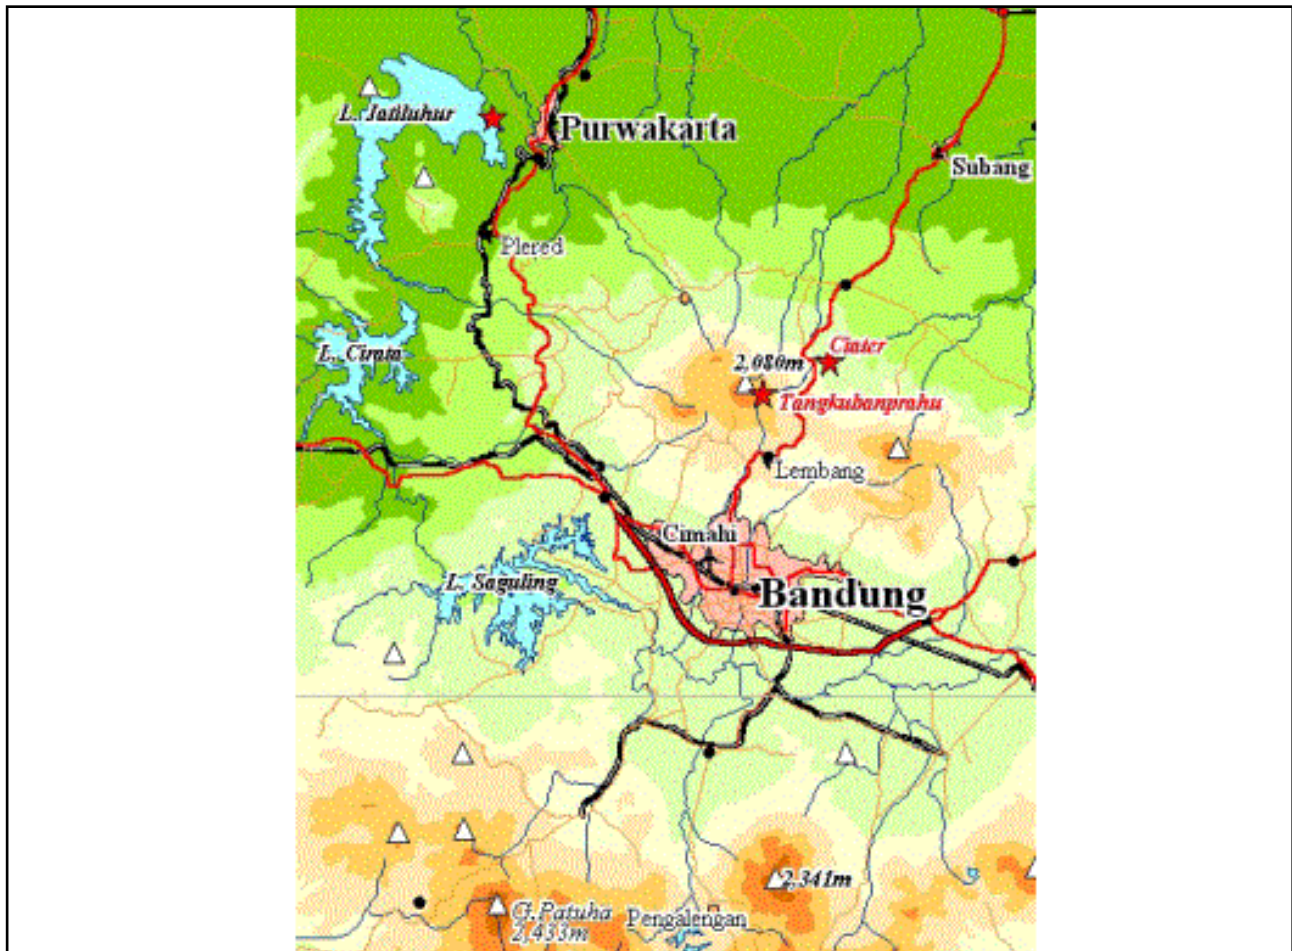 L. Jatiluhur
Purwakarta
Subang
Plered
L. Cirata
Ciater
2,080m
Tangkubanprahu
Lembang
Cimahi
L. Saguling
Bandung
2,341m
G.Patuha
2,433m
Pengalengan